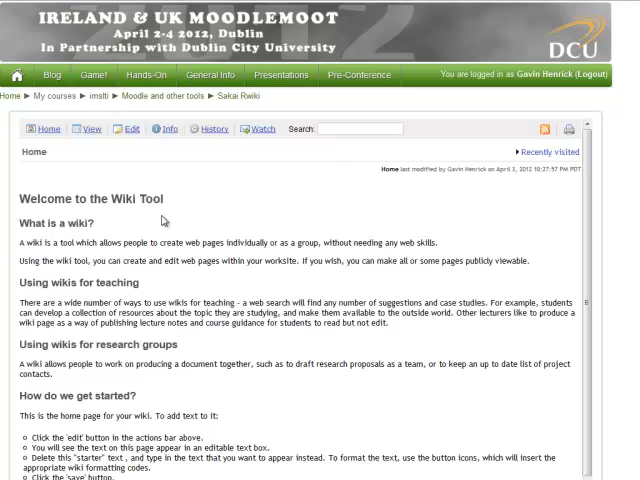 IRELAND & UK MOODLEMOOT
April 2-4 2012, Dublin
In Partnership with Dublin City University
DCU
Blog Game! Hands-On General Info Presentations Pre-Conference You are logged in as Gavin Henrick (Logout)
Home ► My courses ► imslti ► Moodle and other tools ► Sakai Rwiki
Home View Edit Info History Watch Search:
Home Recently visited
Home last modified by Gavin Henrick on April 3, 2012 10:27:57 PM PDT
Welcome to the Wiki Tool
What is a wiki?
A wiki is a tool which allows people to create web pages individually or as a group, without needing any web skills.
Using the wiki tool, you can create and edit web pages within your worksite. If you wish, you can make all or some pages publicly viewable.
Using wikis for teaching
There are a wide number of ways to use wikis for teaching - a web search will find any number of suggestions and case studies. For example, students
can develop a collection of resources about the topic they are studying, and make them available to the outside world. Other lecturers like to produce a
wiki page as a way of publishing lecture notes and course guidance for students to read but not edit.
Using wikis for research groups
A wiki allows people to work on producing a document together, such as to draft research proposals as a team, or to keep an up to date list of project
contacts.
How do we get started?
This is the home page for your wiki. To add text to it:
Click the 'edit' button in the actions bar above.
You will see the text on this page appear in an editable text box.
Delete this "starter" text , and type in the text that you want to appear instead. To format the text, use the button icons, which will insert the
appropriate wiki formatting codes.
Click the 'save' button.